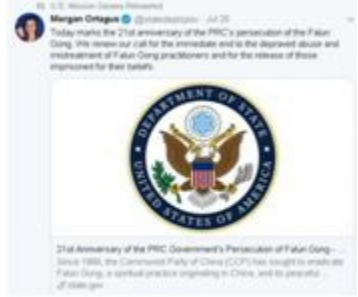 U.S. Mission Geneva Retweeted
Morgan Ortagus @statedeptspox · Jul 20
Today marks the 21st anniversary of the PRC's persecution of the Falun
Gong. We renew our call for the immediate end to the depraved abuse and
mistreatment of Falun Gong practitioners and for the release of those
imprisoned for their beliefs.
DEPARTMENT OF STATE
UNITED STATES OF AMERICA
21st Anniversary of the PRC Government's Persecution of Falun Gong - ...
Since 1999, the Communist Party of China (CCP) has sought to eradicate
Falun Gong, a spiritual practice originating in China, and its peaceful ...
state.gov